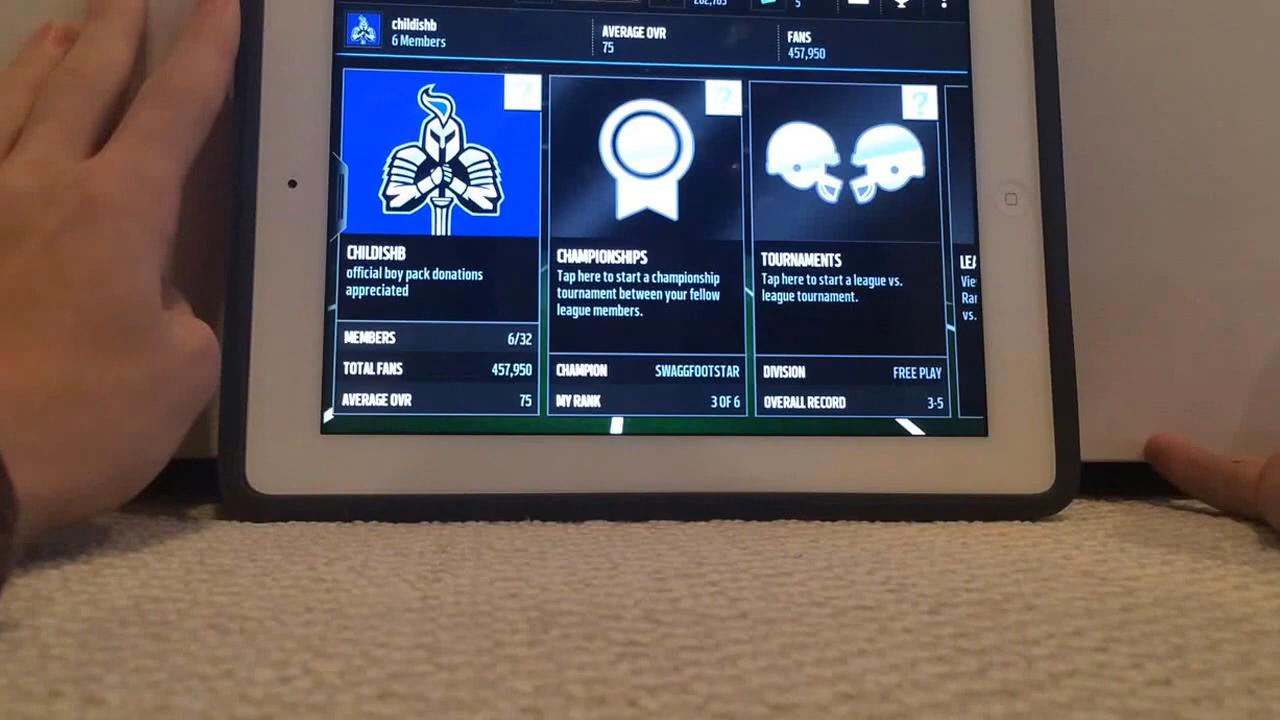 5
childishb
6 Members
AVERAGE OVR
75
FANS
457,950
?
?
?
CHILDISHB
official boy pack donations
appreciated
MEMBERS 6/32
TOTAL FANS 457,950
AVERAGE OVR 75
CHAMPIONSHIPS
Tap here to start a championship
tournament between your fellow
league members.
CHAMPION SWAGGFOOTSTAR
MY RANK 3 OF 6
TOURNAMENTS
Tap here to start a league vs.
league tournament.
DIVISION FREE PLAY
OVERALL RECORD 3-5
vs.